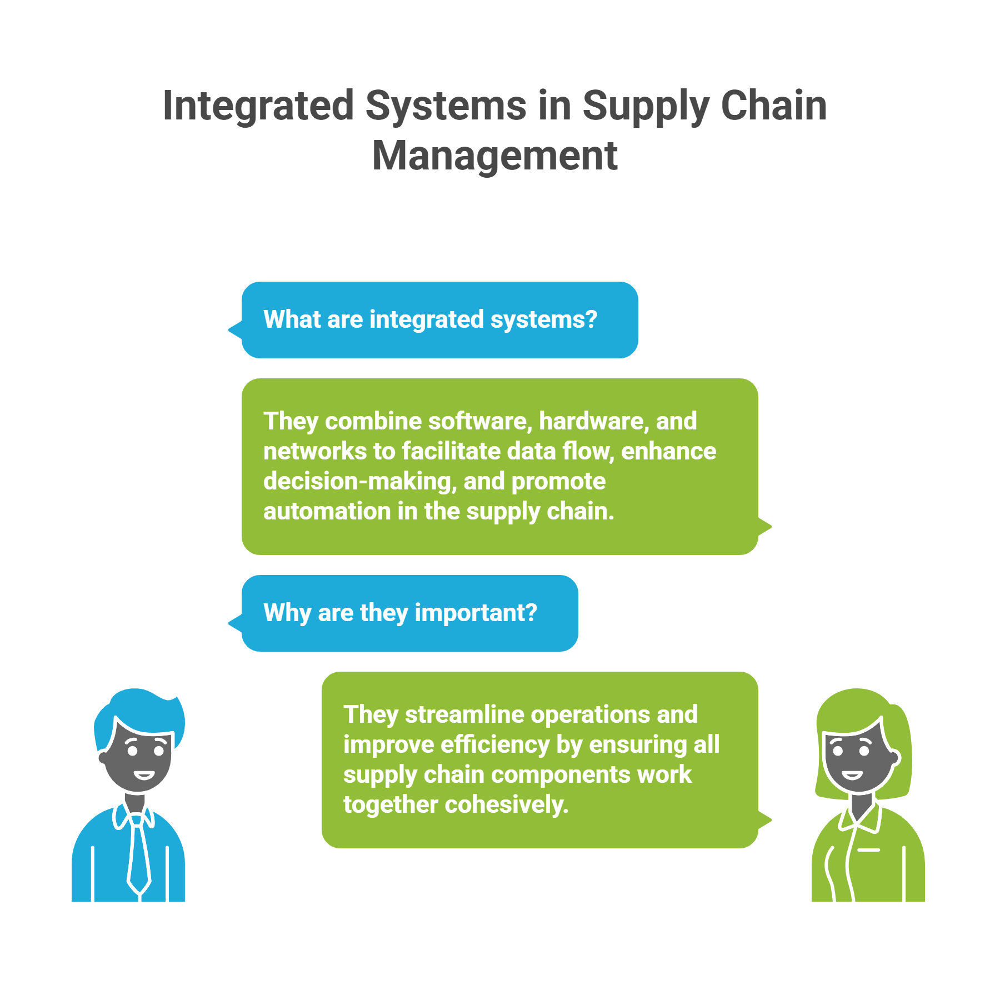 Integrated Systems in Supply Chain
Management
What are integrated systems?
They combine software, hardware, and
networks to facilitate data flow, enhance
decision-making, and promote
automation in the supply chain.
Why are they important?
They streamline operations and
improve efficiency by ensuring all
supply chain components work
together cohesively.